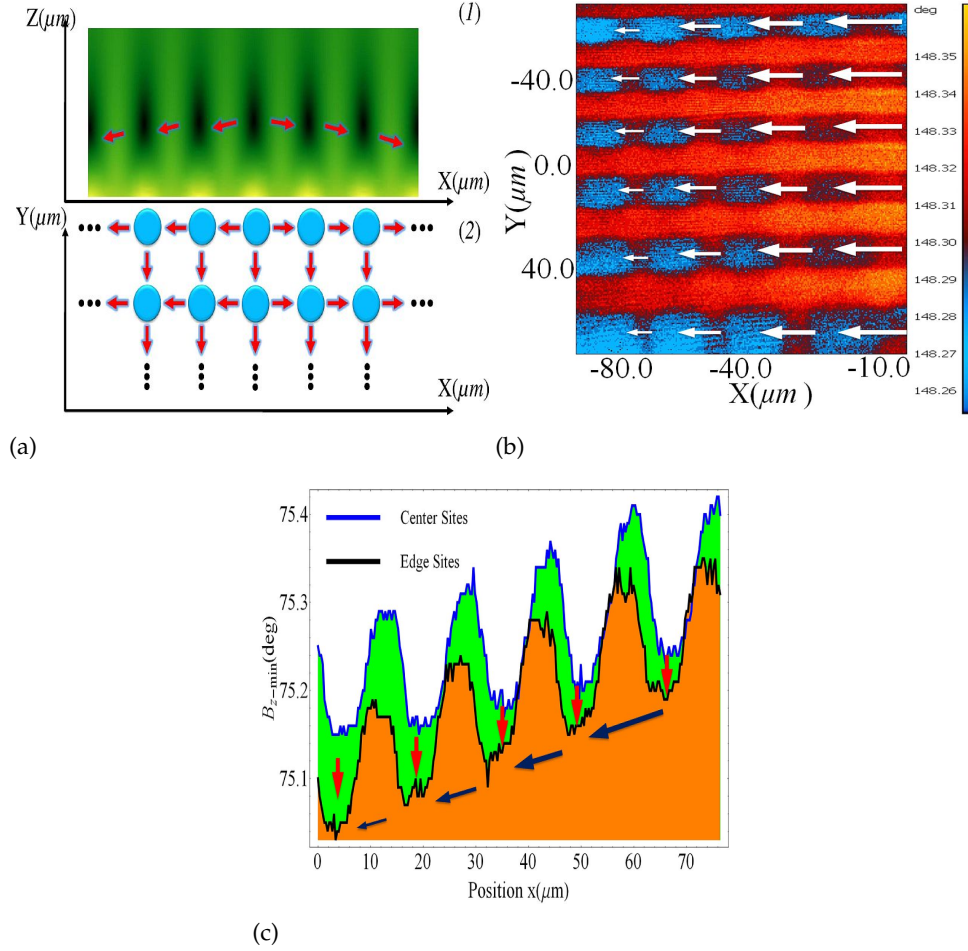 Z(µm)
X(µm)
(1)
Y(µm)
(2)
X(µm)
(a)
deg
148.35
148.34
148.33
148.32
148.31
148.30
148.29
148.28
148.27
148.26
-40.0
0.0
40.0
Y(µm )
-80.0 -40.0 -10.0
X(µm )
(b)
75.4
75.3
75.2
75.1
B_{z-min}(deg)
Center Sites
Edge Sites
0 10 20 30 40 50 60 70
Position x(µm)
(c)